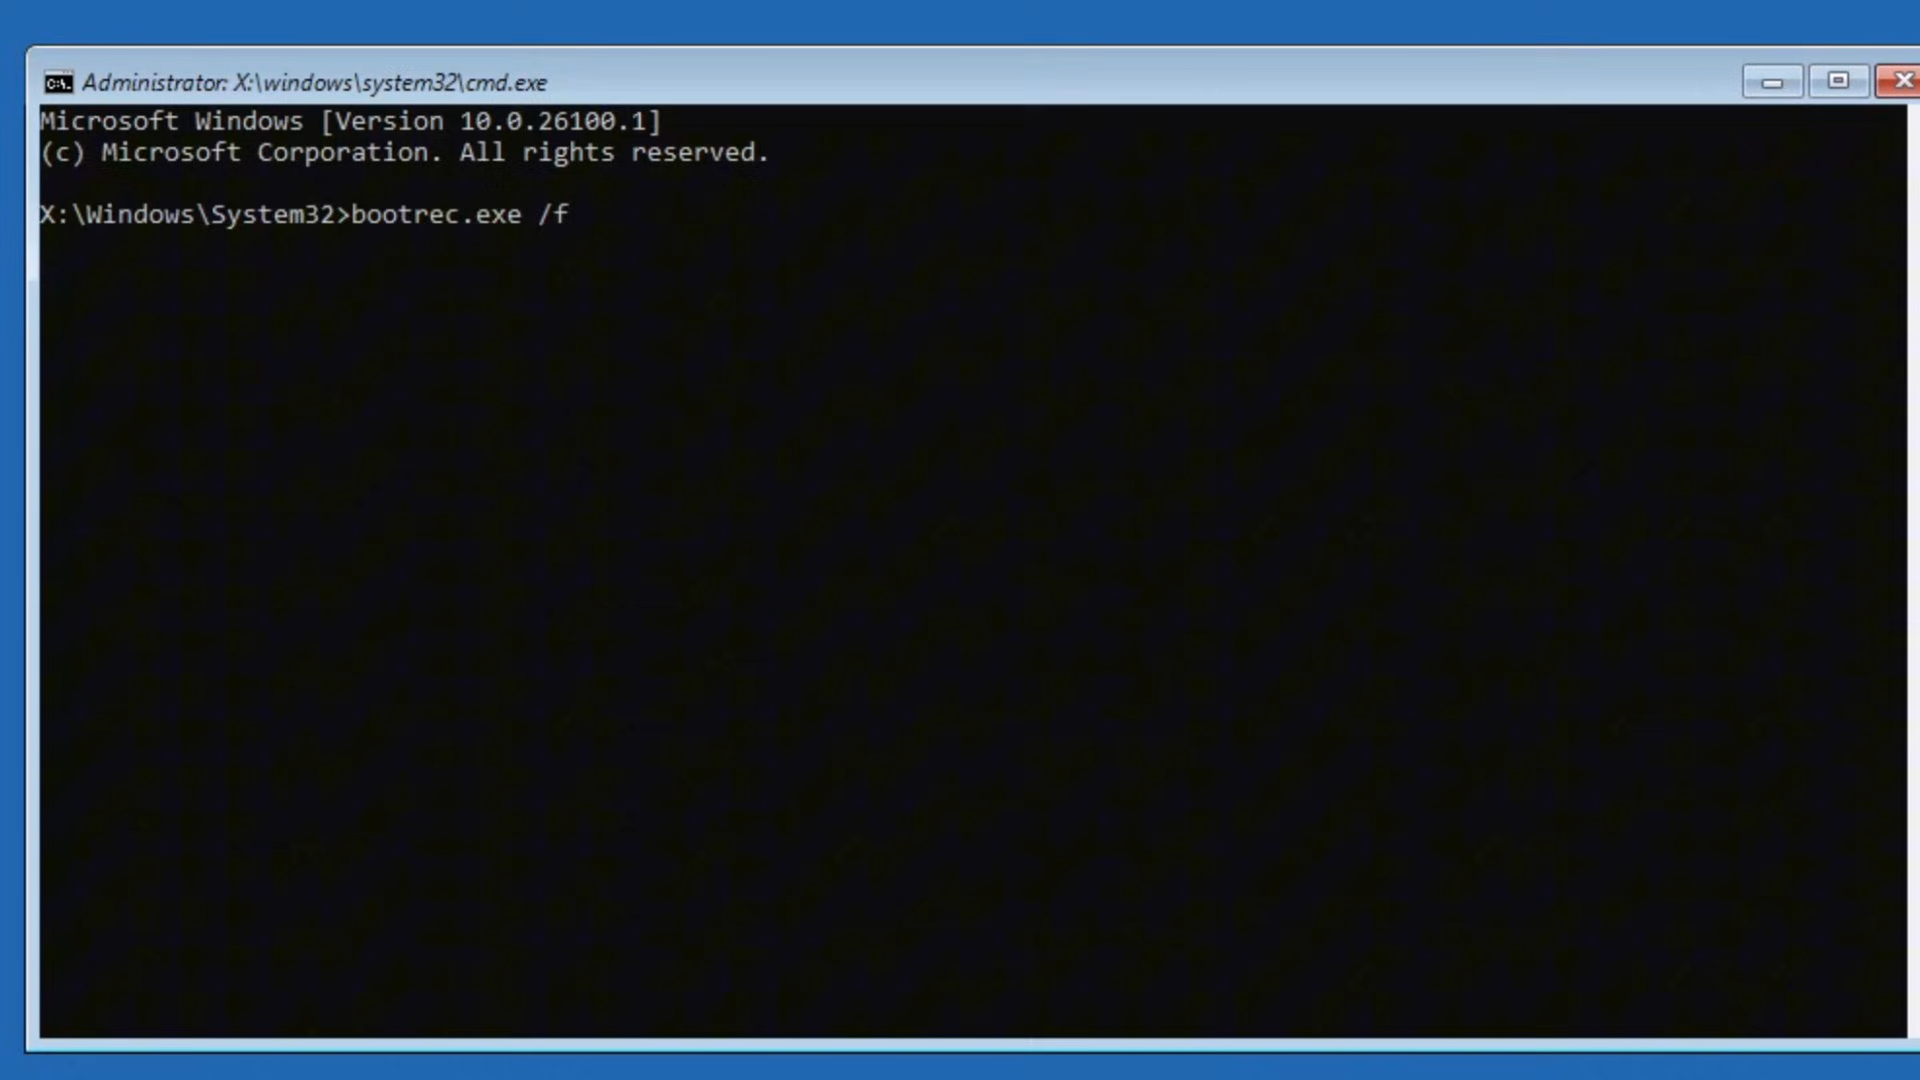 Administrator: X:\windows\system32\cmd.exe
Microsoft Windows [Version 10.0.26100.1]
(c) Microsoft Corporation. All rights reserved.
X:\Windows\System32>bootrec.exe /f